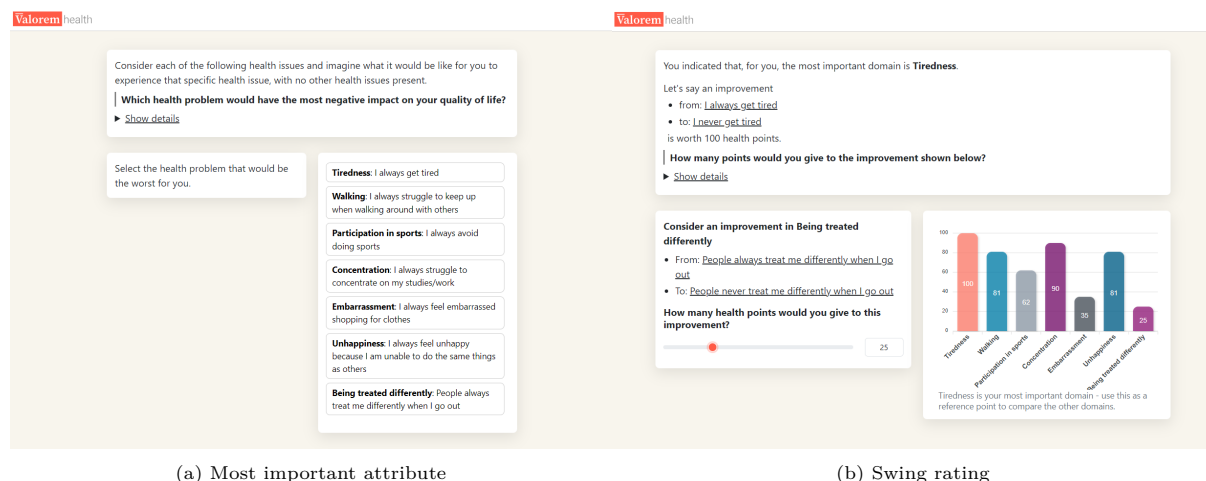 Valorem health
Consider each of the following health issues and imagine what it would be like for you to
experience that specific health issue, with no other health issues present.
Which health problem would have the most negative impact on your quality of life?
▶ Show details
Select the health problem that would be
the worst for you.
Tiredness: I always get tired
Walking: I always struggle to keep up
when walking around with others
Participation in sports: I always avoid
doing sports
Concentration: I always struggle to
concentrate on my studies/work
Embarrassment: I always feel embarrassed
shopping for clothes
Unhappiness: I always feel unhappy
because I am unable to do the same things
as others
Being treated differently: People always
treat me differently when I go out
(a) Most important attribute
Valorem health
You indicated that, for you, the most important domain is Tiredness.
Let's say an improvement
• from: I always get tired
• to: I never get tired
is worth 100 health points.
How many points would you give to the improvement shown below?
▶ Show details
Consider an improvement in Being treated
differently
• From: People always treat me differently when I go
out
• To: People never treat me differently when I go out
How many health points would you give to this
improvement?
25
100
80
60
40
20
0
100
81
62
90
35
81
25
Tiredness
Walking
Participation in sports
Concentration
Embarrassment
Unhappiness
Being treated differently
Tiredness is your most important domain - use this as a
reference point to compare the other domains.
(b) Swing rating